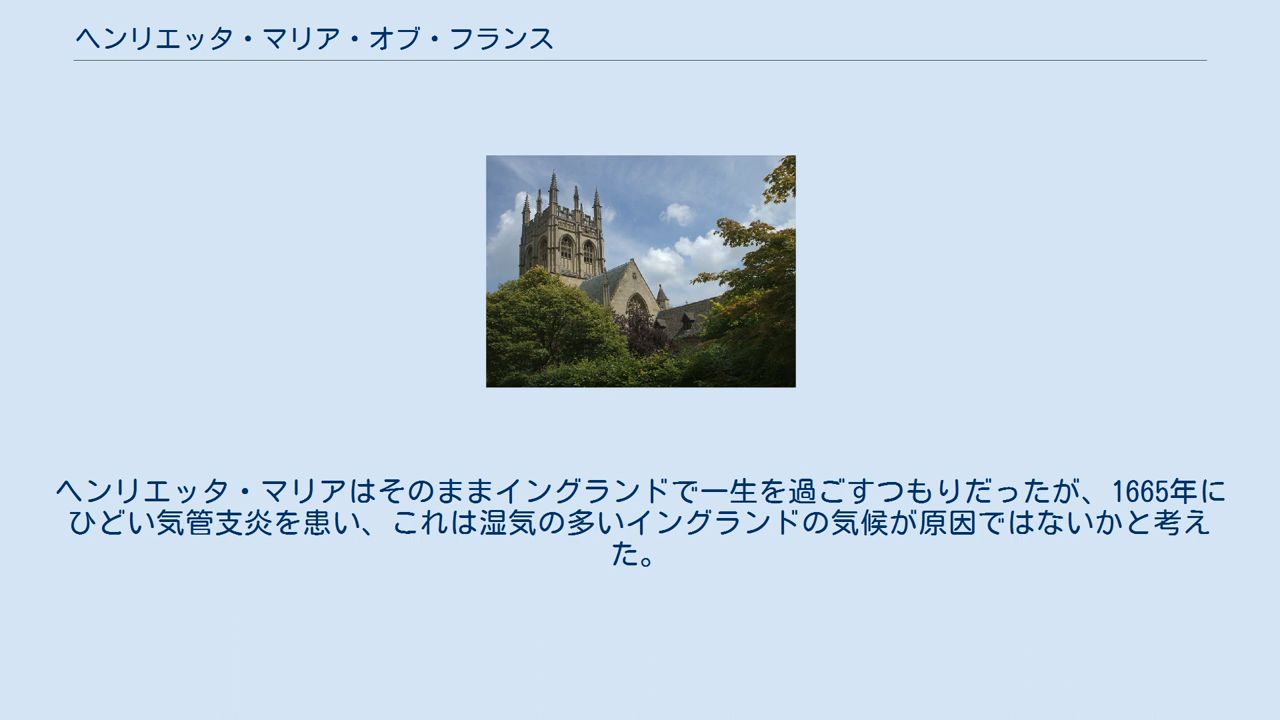 ヘンリエッタ・マリア・オブ・フランス
ヘンリエッタ・マリアはそのままイングランドで一生を過ごすつもりだったが、1665年に
ひどい気管支炎を患い、これは湿気の多いイングランドの気候が原因ではないかと考え
た。